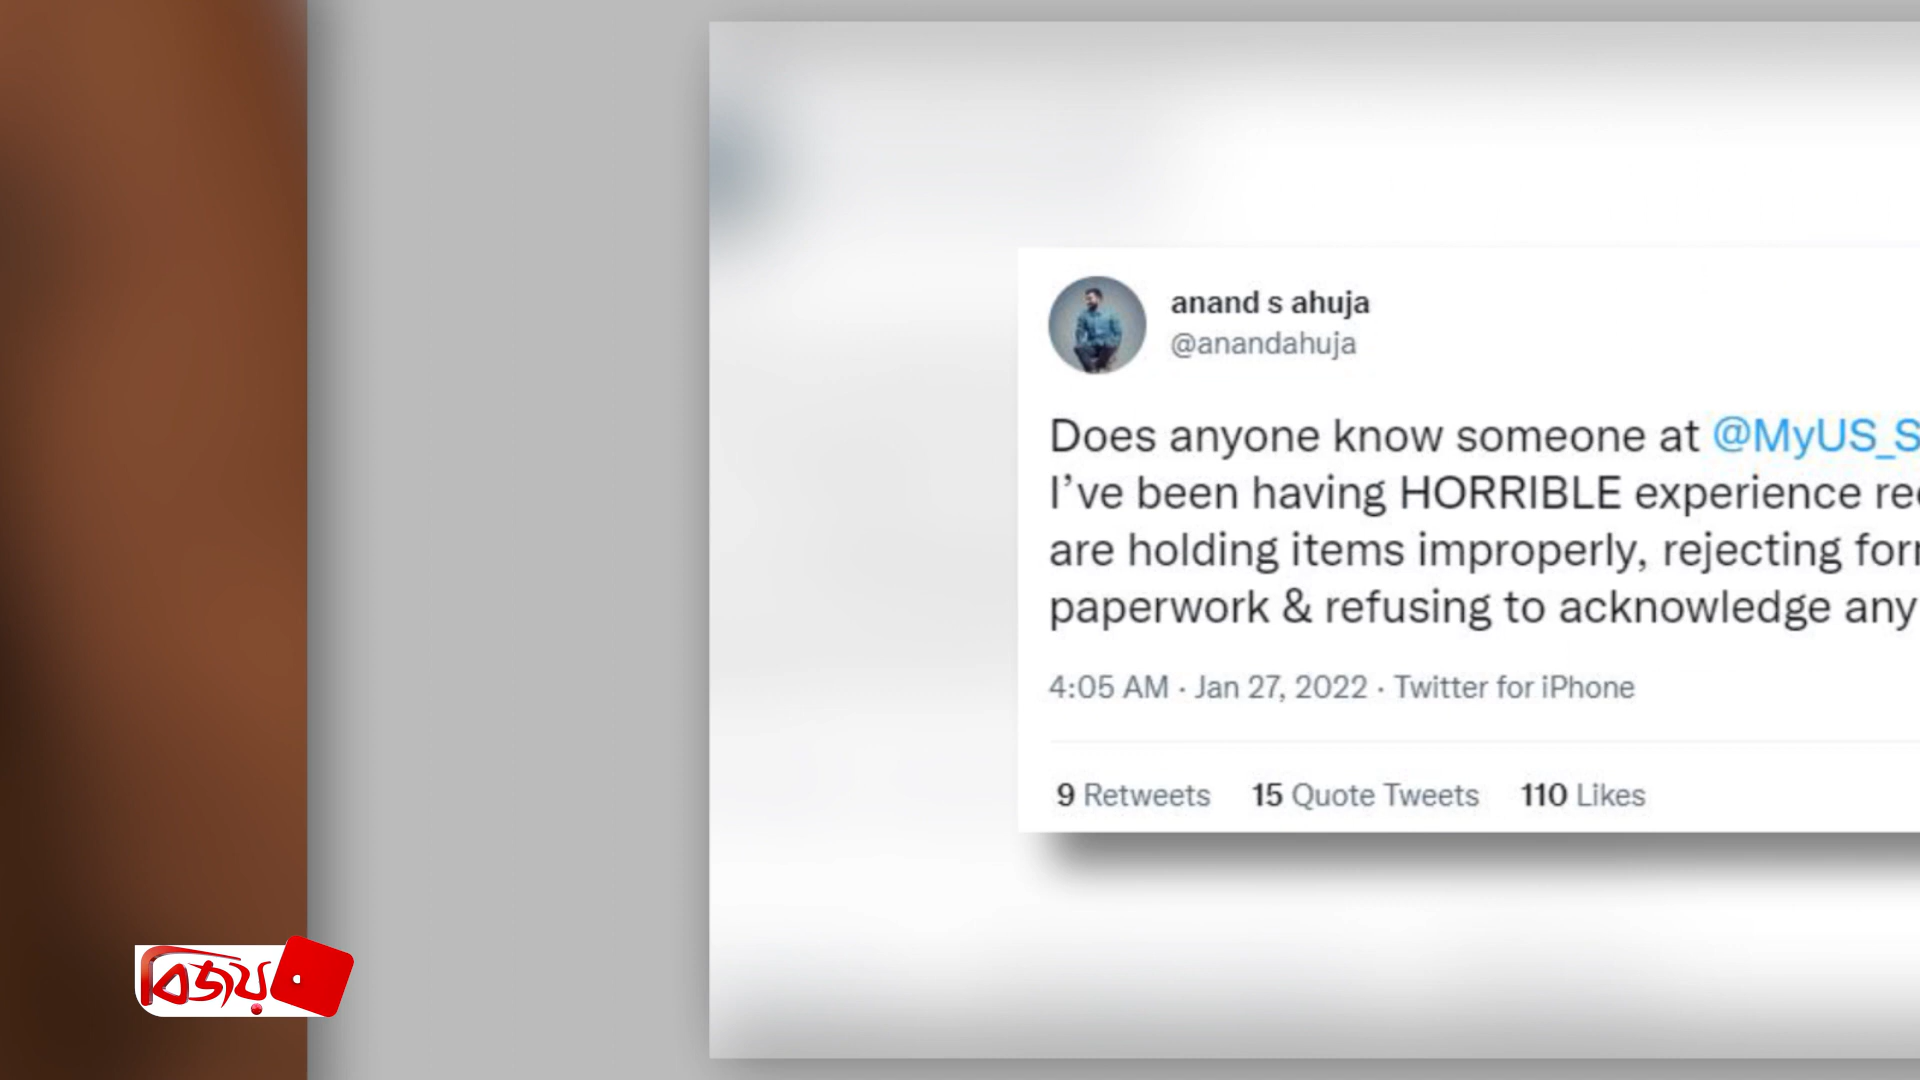 anand s ahuja
@anandahuja
Does anyone know someone at @MyUS_S
I’ve been having HORRIBLE experience
are holding items improperly, rejecting
paperwork & refusing to acknowledge any
4:05 AM · Jan 27, 2022 · Twitter for iPhone
9 Retweets 15 Quote Tweets 110 Likes
বিজয়